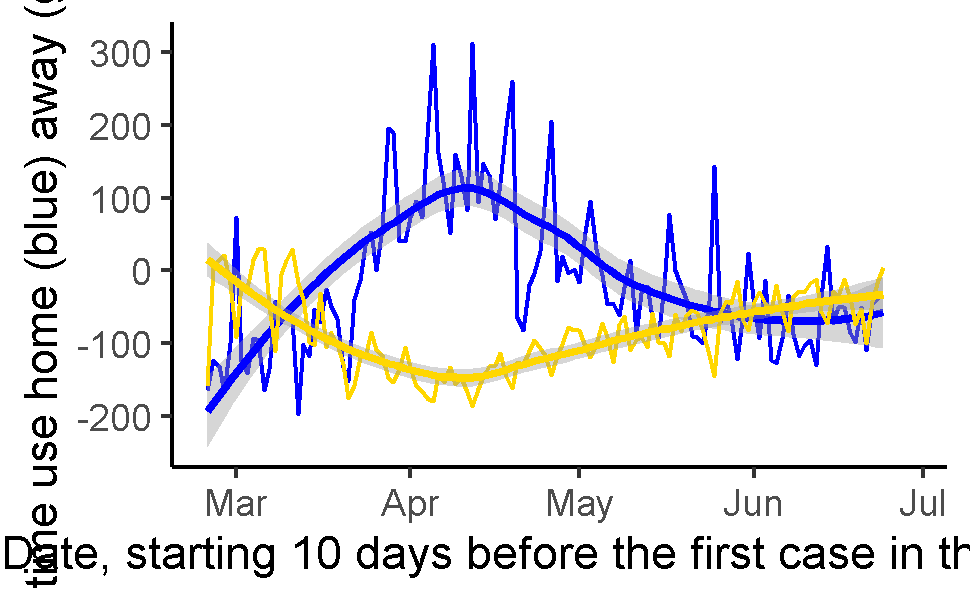 time use home (blue) away (
300
200
100
0
-100
-200
Mar Apr May Jun Jul
Date, starting 10 days before the first case in th